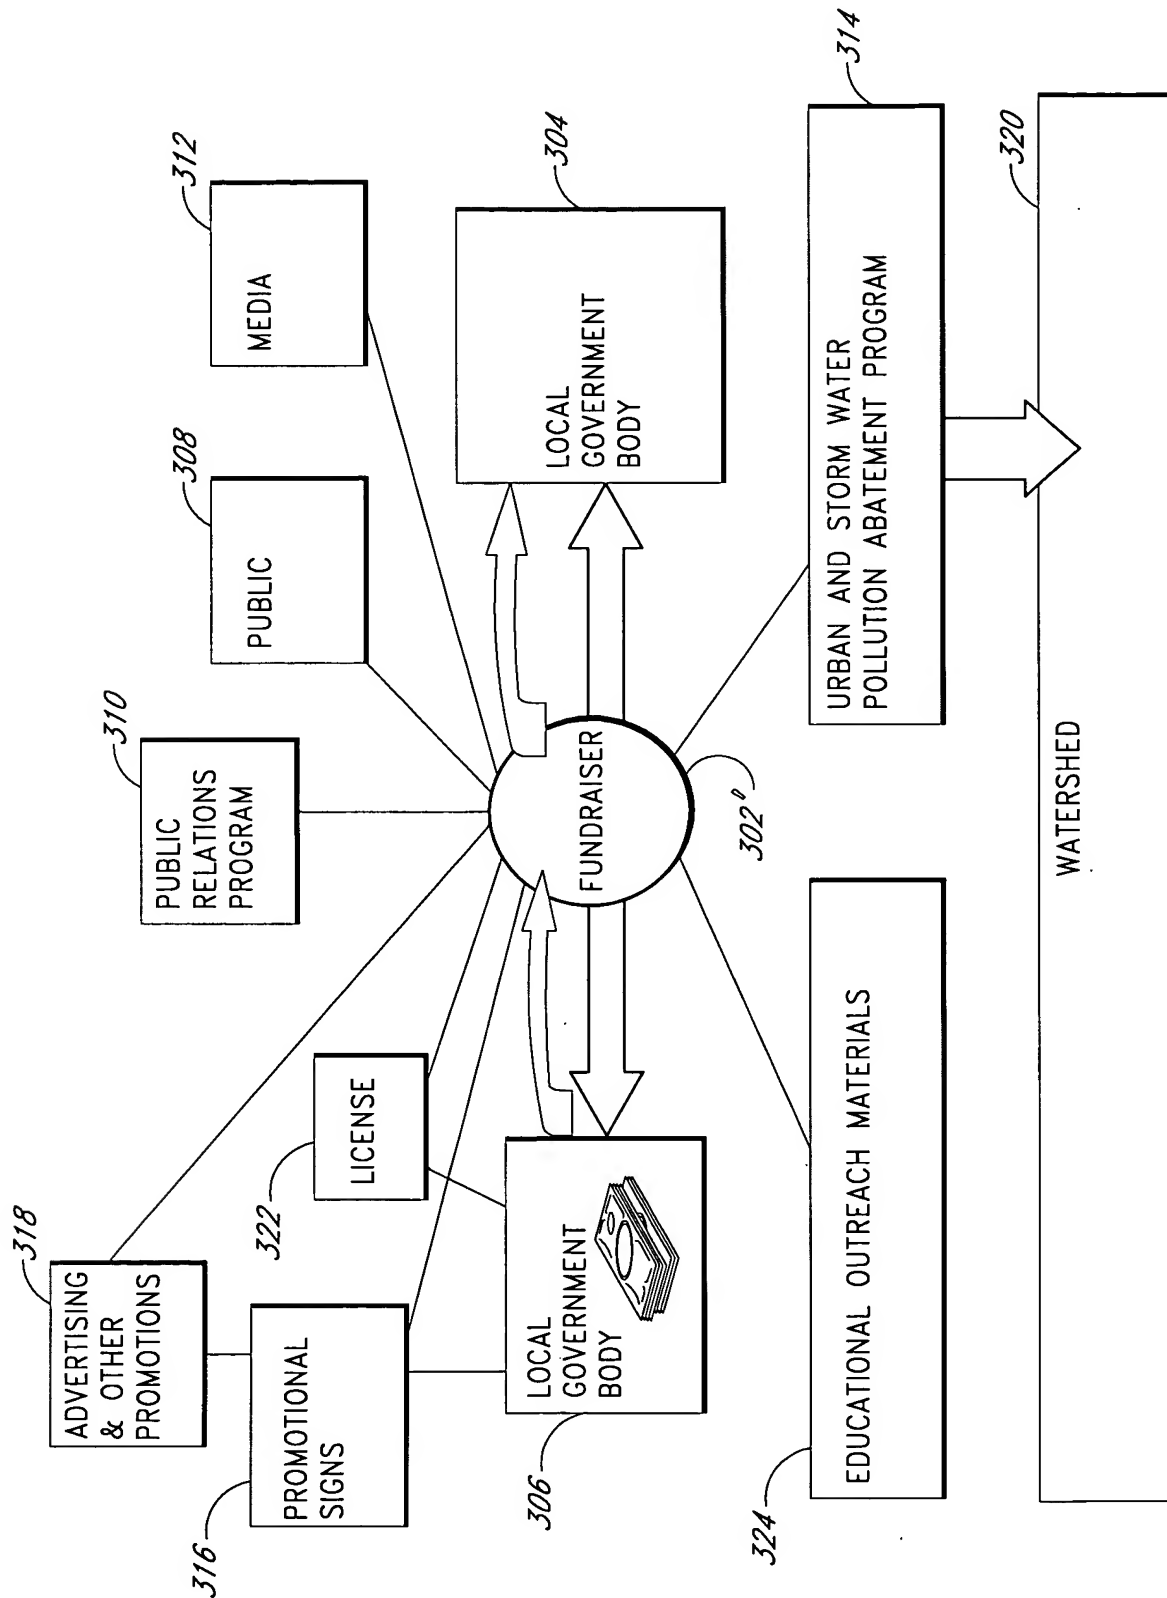 318
ADVERTISING
& OTHER
PROMOTIONS
310
PUBLIC
RELATIONS
PROGRAM
308
PUBLIC
312
MEDIA
316
PROMOTIONAL
SIGNS
322
LICENSE
306
LOCAL
GOVERNMENT
BODY
FUNDRAISER
302'
304
LOCAL
GOVERNMENT
BODY
324
EDUCATIONAL OUTREACH MATERIALS
314
URBAN AND STORM WATER
POLLUTION ABATEMENT PROGRAM
320
WATERSHED